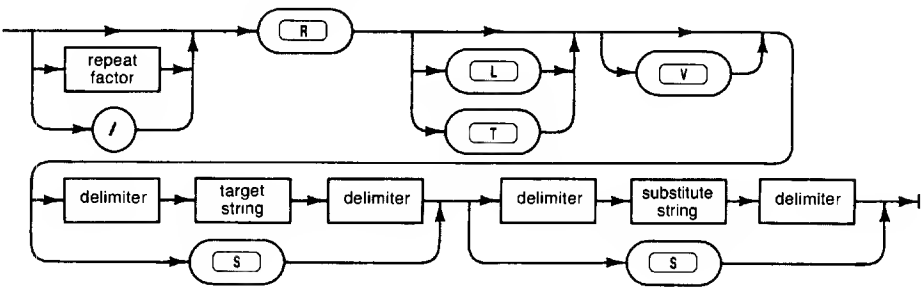 R
repeat
factor
L
V
/
T
delimiter
target
string
delimiter
delimiter
substitute
string
delimiter
S
S